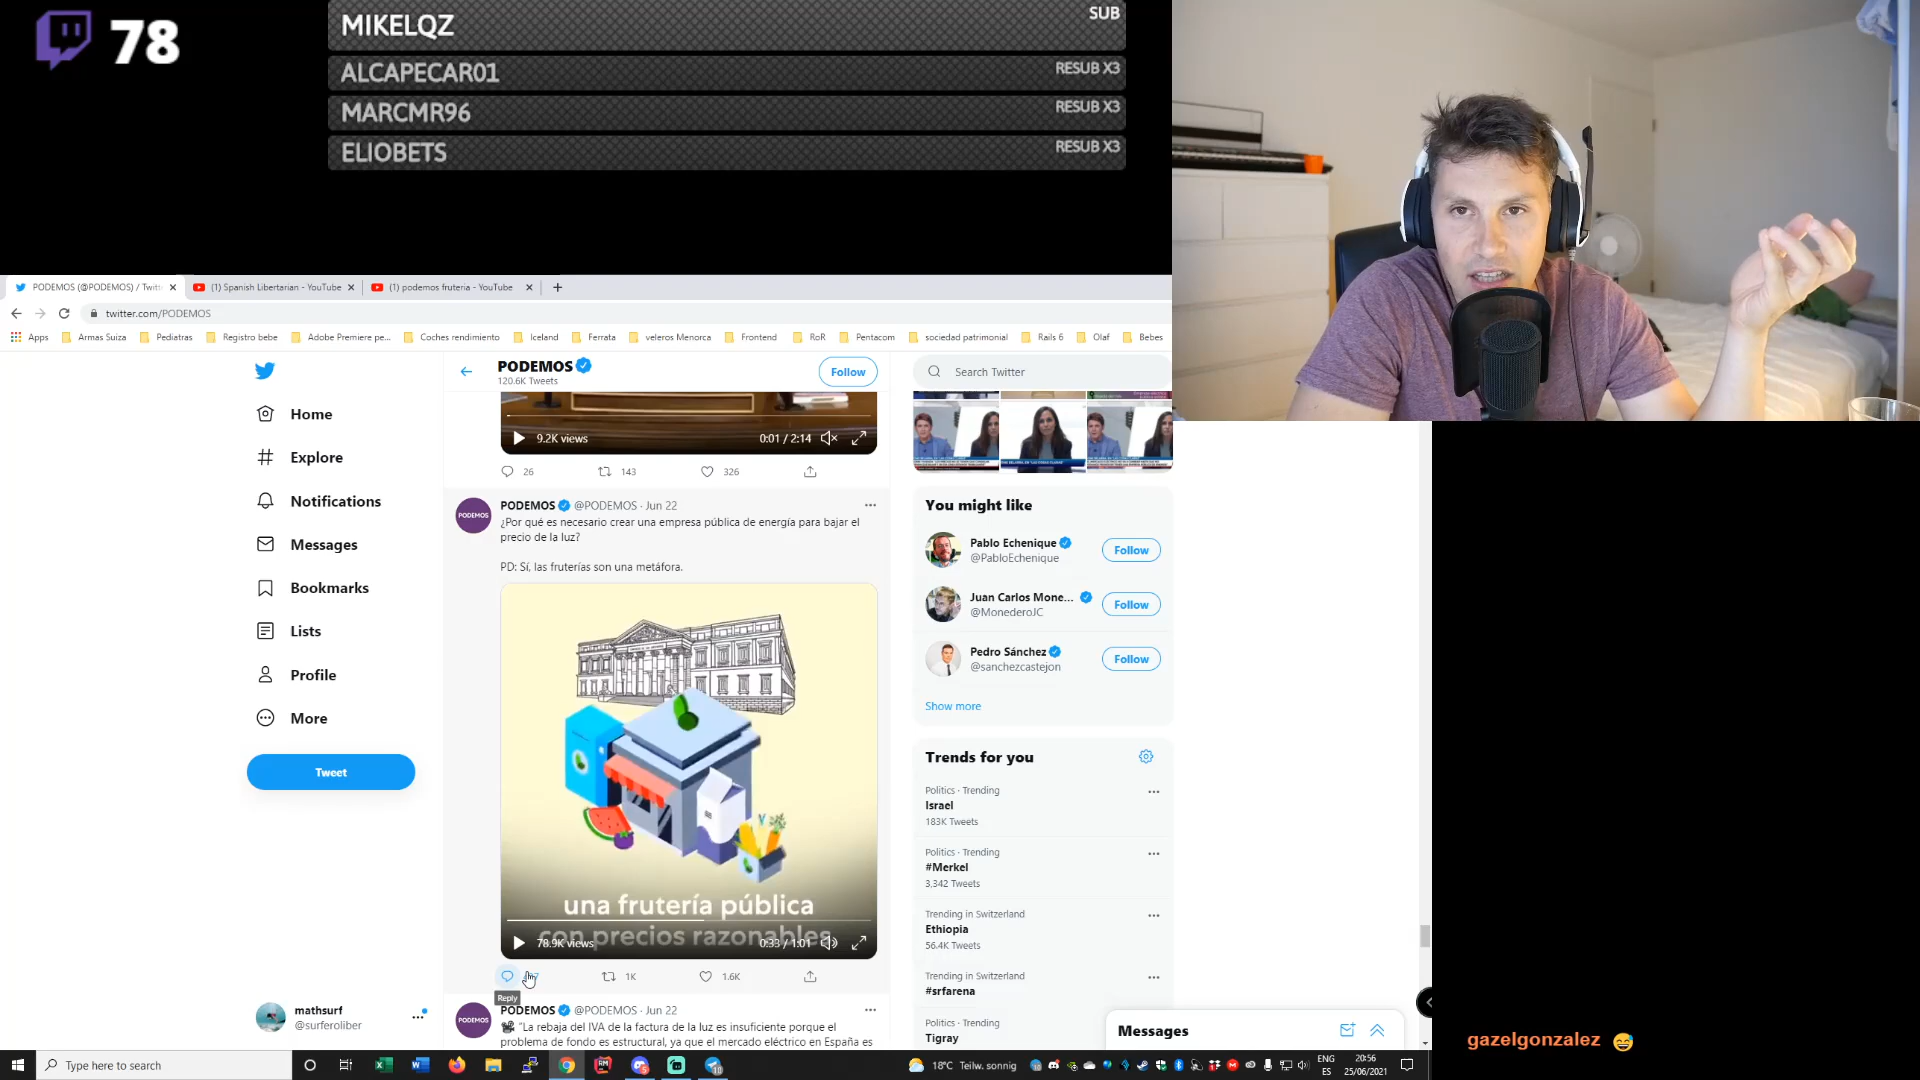 78
MIKELQZ
SUB
ALCAPECAR01
RESUB X3
MARCMR96
RESUB X3
ELIOBETS
RESUB X3
PODEMOS (@PODEMOS) / Twit
(1) Spanish Libertarian - YouTube
(1) podemos fruteria - YouTube
twitter.com/PODEMOS
Apps
Armas Suiza
Pediatras
Registro bebe
Adobe Premiere pe...
Coches rendimiento
Iceland
Ferrata
veleros Menorca
Frontend
RoR
Pentacom
sociedad patrimonial
Rails 6
Olaf
Bebes
Home
Explore
Notifications
Messages
Bookmarks
Lists
Profile
More
Tweet
mathsurf
@surferoliber
PODEMOS
120.6K Tweets
Follow
9.2K views
0:01 / 2:14
26
143
326
PODEMOS
PODEMOS @PODEMOS · Jun 22
¿Por qué es necesario crear una empresa pública de energía para bajar el
precio de la luz?
PD: Sí, las fruterías son una metáfora.
una frutería pública
con precios razonables
78.9K views
0:33 / 1:01
1K
1.6K
Reply
PODEMOS
PODEMOS @PODEMOS · Jun 22
"La rebaja del IVA de la factura de la luz es insuficiente porque el
problema de fondo es estructural, ya que el mercado eléctrico en España es
Search Twitter
You might like
Pablo Echenique
@PabloEchenique
Follow
Juan Carlos Mone...
@MonederoJC
Follow
Pedro Sánchez
@sanchezcastejon
Follow
Show more
Trends for you
Politics · Trending
Israel
183K Tweets
Politics · Trending
#Merkel
3,342 Tweets
Trending in Switzerland
Ethiopia
56.4K Tweets
Trending in Switzerland
#srfarena
Politics · Trending
Tigray
Messages
gazelgonzalez 😅
Type here to search
18°C Teilw. sonnig
ENG
ES
20:56
25/06/2021